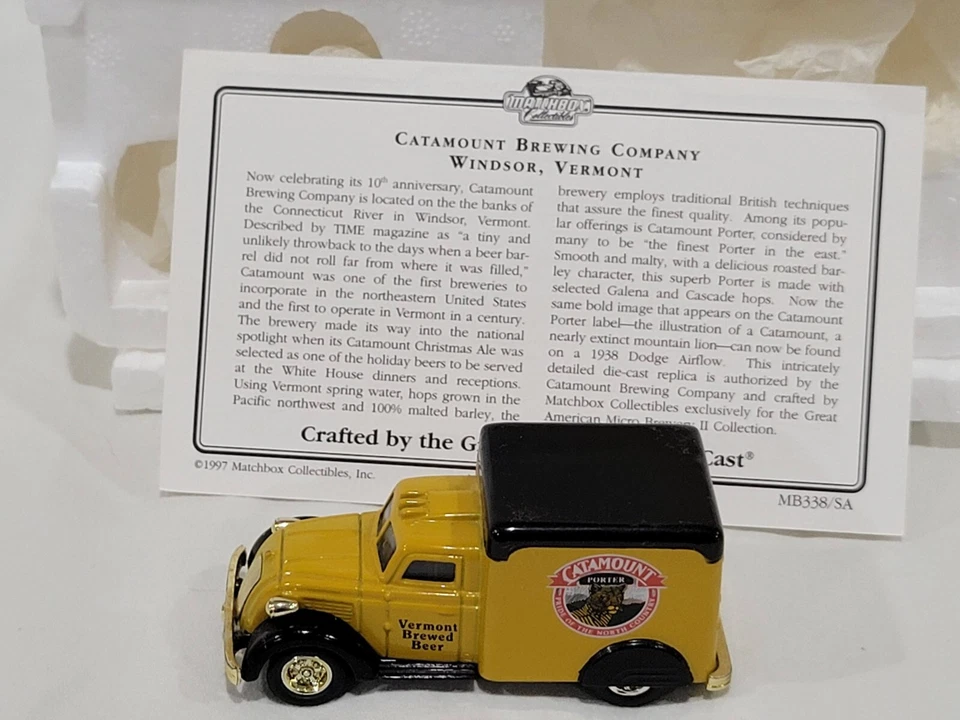 MATCHBOX
Collectibles
CATAMOUNT BREWING COMPANY
WINDSOR, VERMONT
Now celebrating its 10th anniversary, Catamount
Brewing Company is located on the the banks of
the Connecticut River in Windsor, Vermont.
Described by TIME magazine as "a tiny and
unlikely throwback to the days when a beer bar-
rel did not roll far from where it was filled,"
Catamount was one of the first breweries to
incorporate in the northeastern United States
and the first to operate in Vermont in a century.
The brewery made its way into the national
spotlight when its Catamount Christmas Ale was
selected as one of the holiday beers to be served
at the White House dinners and receptions.
Using Vermont spring water, hops grown in the
Pacific northwest and 100% malted barley, the
brewery employs traditional British techniques
that assure the finest quality. Among its popu-
lar offerings is Catamount Porter, considered by
many to be "the finest Porter in the east."
Smooth and malty, with a delicious roasted bar-
ley character, this superb Porter is made with
selected Galena and Cascade hops. Now the
same bold image that appears on the Catamount
Porter label—the illustration of a Catamount, a
nearly extinct mountain lion—can now be found
on a 1938 Dodge Airflow. This intricately
detailed die-cast replica is authorized by the
Catamount Brewing Company and crafted by
Matchbox Collectibles exclusively for the Great
American Micro Brewery II Collection.
Crafted by the G
Cast®
©1997 Matchbox Collectibles, Inc.
MB338/SA
CATAMOUNT
PORTER
PRIDE OF THE NORTH COUNTRY
Vermont
Brewed
Beer